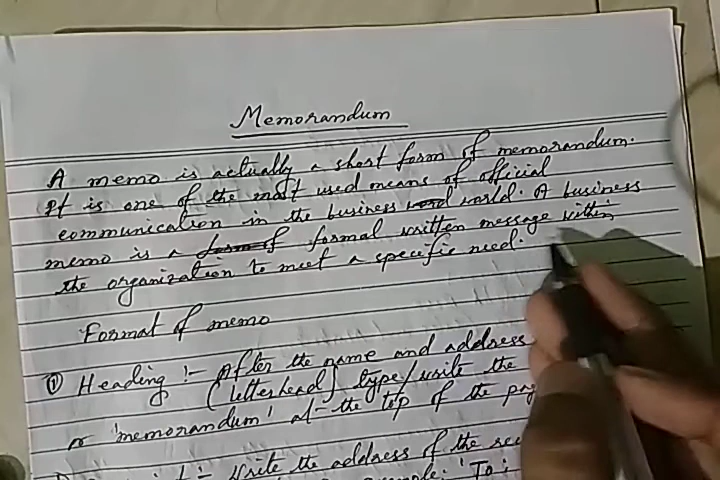 Memorandum
A memo is actually a short form of memorandum.
It is one of the most used means of official
communication in the business world. A business
memo is a formal written message within
the organization to meet a specific need.
Format of memo
① Heading :- After the name and address
(letterhead) type/write the
or 'memorandum' at the top of the
:- Write the address of the
To: